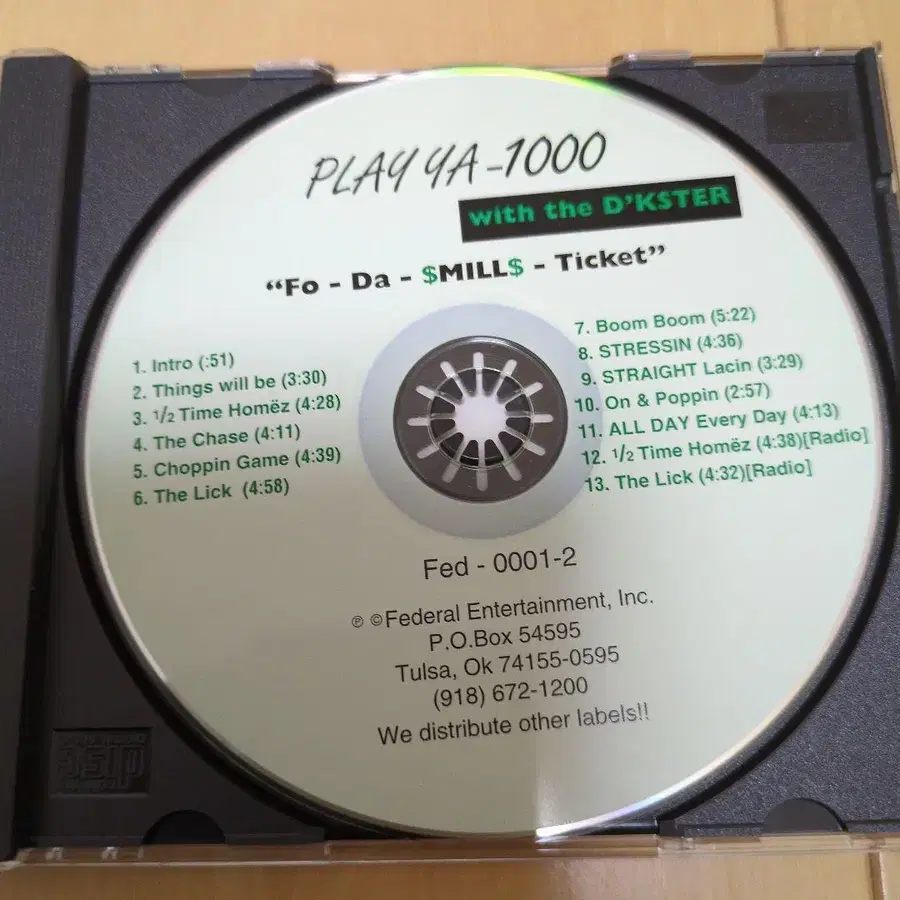 PLAY YA -1000
with the D'KSTER
“Fo - Da - $MILL$ - Ticket”
1. Intro (:51)
2. Things will be (3:30)
3. 1/2 Time Homëz (4:28)
4. The Chase (4:11)
5. Choppin Game (4:39)
6. The Lick (4:58)
7. Boom Boom (5:22)
8. STRESSIN (4:36)
9. STRAIGHT Lacin (3:29)
10. On & Poppin (2:57)
11. ALL DAY Every Day (4:13)
12. 1/2 Time Homëz (4:38)[Radio]
13. The Lick (4:32)[Radio]
Fed - 0001-2
℗ ©Federal Entertainment, Inc.
P.O.Box 54595
Tulsa, Ok 74155-0595
(918) 672-1200
We distribute other labels!!
disc